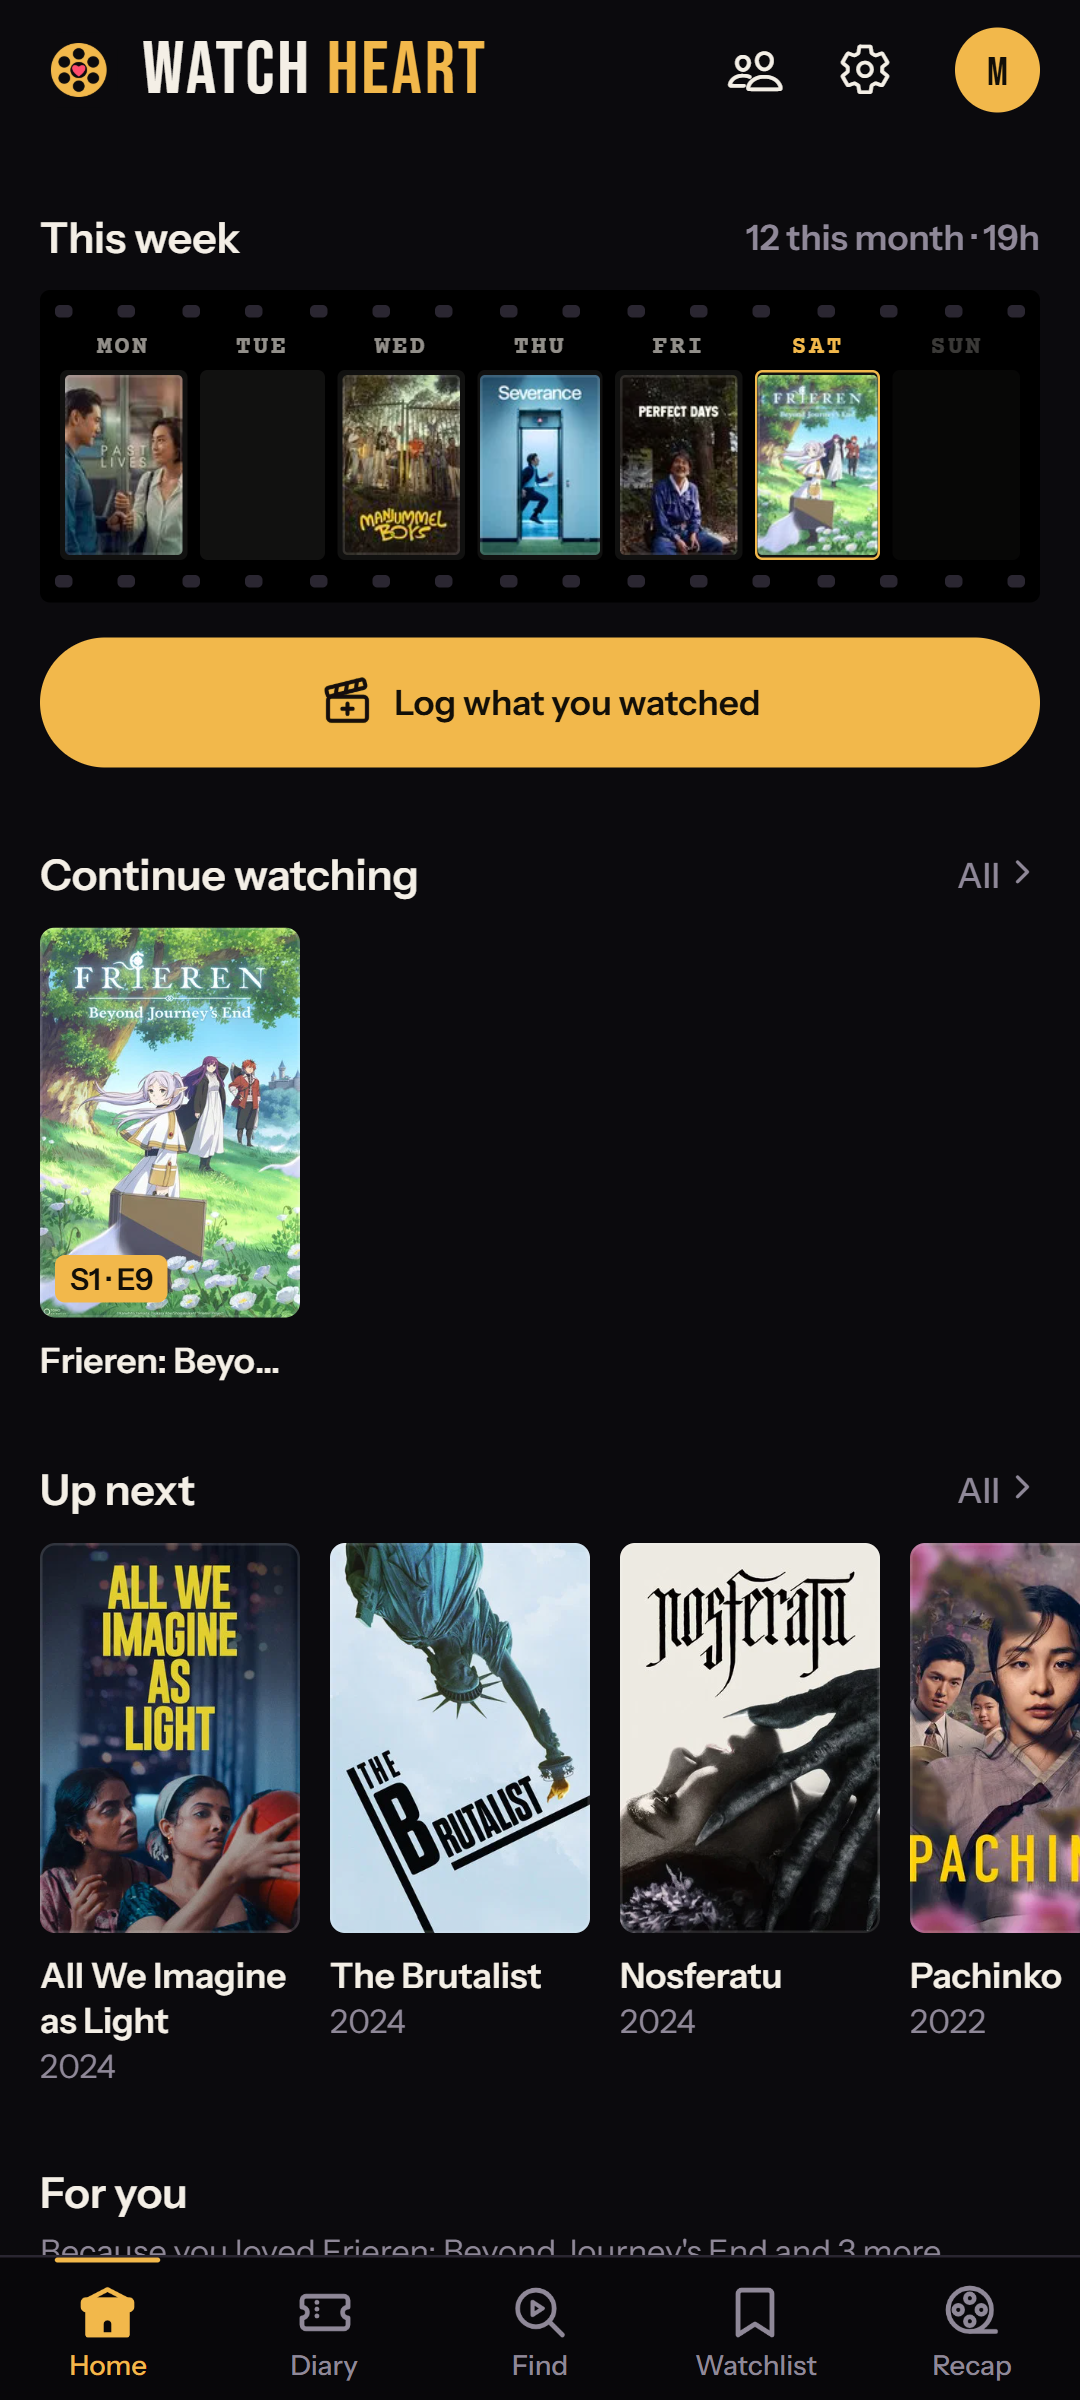 WATCH HEART
M
This week
12 this month · 19h
MON TUE WED THU FRI SAT SUN
PAST
LIVES
MANJUMMEL
BOYS
Severance
PERFECT DAYS
FRIEREN
Beyond Journey's End
Log what you watched
Continue watching
All
FRIEREN
Beyond Journey's End
S1 · E9
Frieren: Beyo...
Up next
All
ALL WE
IMAGINE
AS
LIGHT
THE
BRUTALIST
nosferatu
PACHIN
All We Imagine
as Light
2024
The Brutalist
2024
Nosferatu
2024
Pachinko
2022
For you
Because you loved Frieren: Beyond Journey's End and 3 more
Home
Diary
Find
Watchlist
Recap